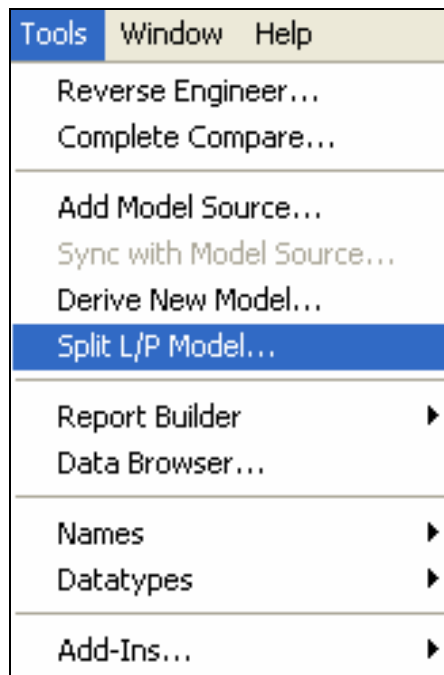 Tools Window Help
Reverse Engineer...
Complete Compare...
Add Model Source...
Sync with Model Source...
Derive New Model...
Split L/P Model...
Report Builder
Data Browser...
Names
Datatypes
Add-Ins...